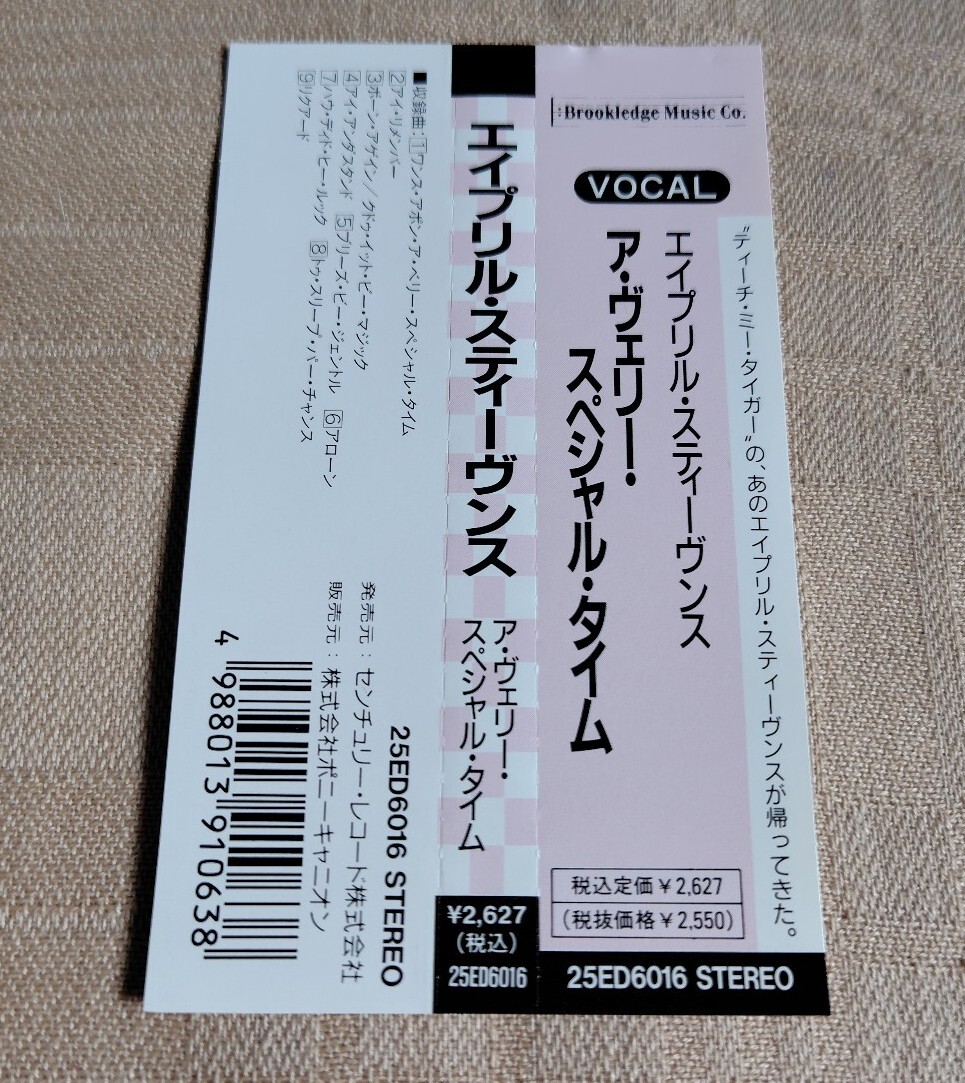 :Brookledge Music Co.
VOCAL
“ティーチ・ミー・タイガー”の、あのエイプリル・スティーヴンスが帰ってきた。
エイプリル・スティーヴンス
ア・ヴェリー・
スペシャル・タイム
税込定価￥2,627
(税抜価格￥2,550)
25ED6016 STEREO
エイプリル・スティーヴンス
ア・ヴェリー・
スペシャル・タイム
¥2,627
(税込)
25ED6016
■収録曲:1ワンス・アポン・ア・ベリー・スペシャル・タイム
2アイ・リメンバー
3ボーン・アゲイン/クドゥ・イット・ビー・マジック
4アイ・アンダスタンド 5プリーズ・ビー・ジェントル 6アローン
7ハウ・ディド・ヒー・ルック 8トゥ・スリープ・パー・チャンス
9リケアード
25ED6016 STEREO
発売元:センチュリー・レコード株式会社
販売元:株式会社ポニーキャニオン
4 988013 910638